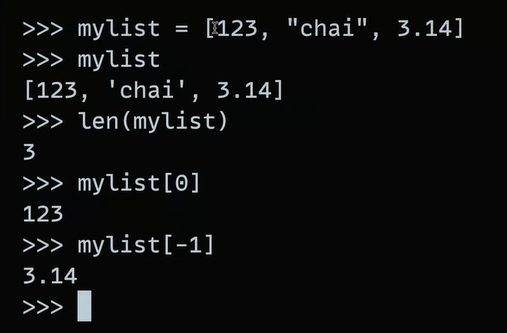 >>> mylist = [123, "chai", 3.14]
>>> mylist
[123, 'chai', 3.14]
>>> len(mylist)
3
>>> mylist[0]
123
>>> mylist[-1]
3.14
>>>